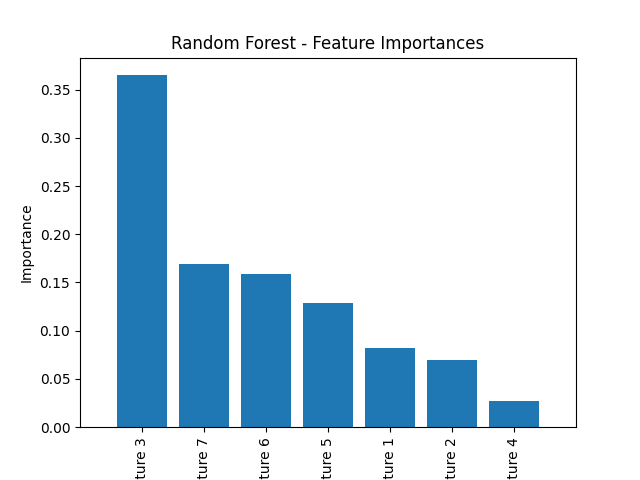 Random Forest - Feature Importances
Importance
0.35
0.30
0.25
0.20
0.15
0.10
0.05
0.00
ture 3
ture 7
ture 6
ture 5
ture 1
ture 2
ture 4